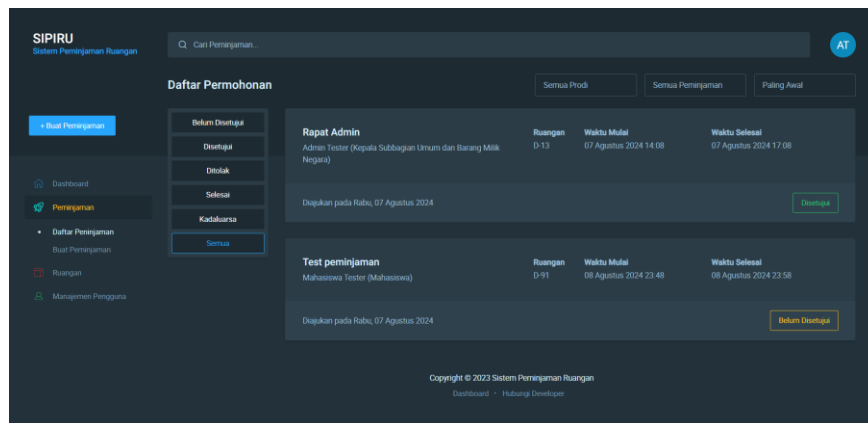 SIPIRU
Sistem Peminjaman Ruangan
Cari Peminjaman...
AT
Daftar Permohonan
Semua Prodi
Semua Peminjaman
Paling Awal
+ Buat Peminjaman
Dashboard
Peminjaman
Daftar Peminjaman
Buat Peminjaman
Ruangan
Manajemen Pengguna
Belum Disetujui
Disetujui
Ditolak
Selesai
Kadaluarsa
Semua
Rapat Admin
Admin Tester (Kepala Subbagian Umum dan Barang Milik
Negara)
Ruangan
D-13
Waktu Mulai
07 Agustus 2024 14:08
Waktu Selesai
07 Agustus 2024 17:08
Diajukan pada Rabu, 07 Agustus 2024
Disetujui
Test peminjaman
Mahasiswa Tester (Mahasiswa)
Ruangan
D-91
Waktu Mulai
08 Agustus 2024 23:48
Waktu Selesai
08 Agustus 2024 23:58
Diajukan pada Rabu, 07 Agustus 2024
Belum Disetujui
Copyright © 2023 Sistem Peminjaman Ruangan
Dashboard • Hubungi Developer